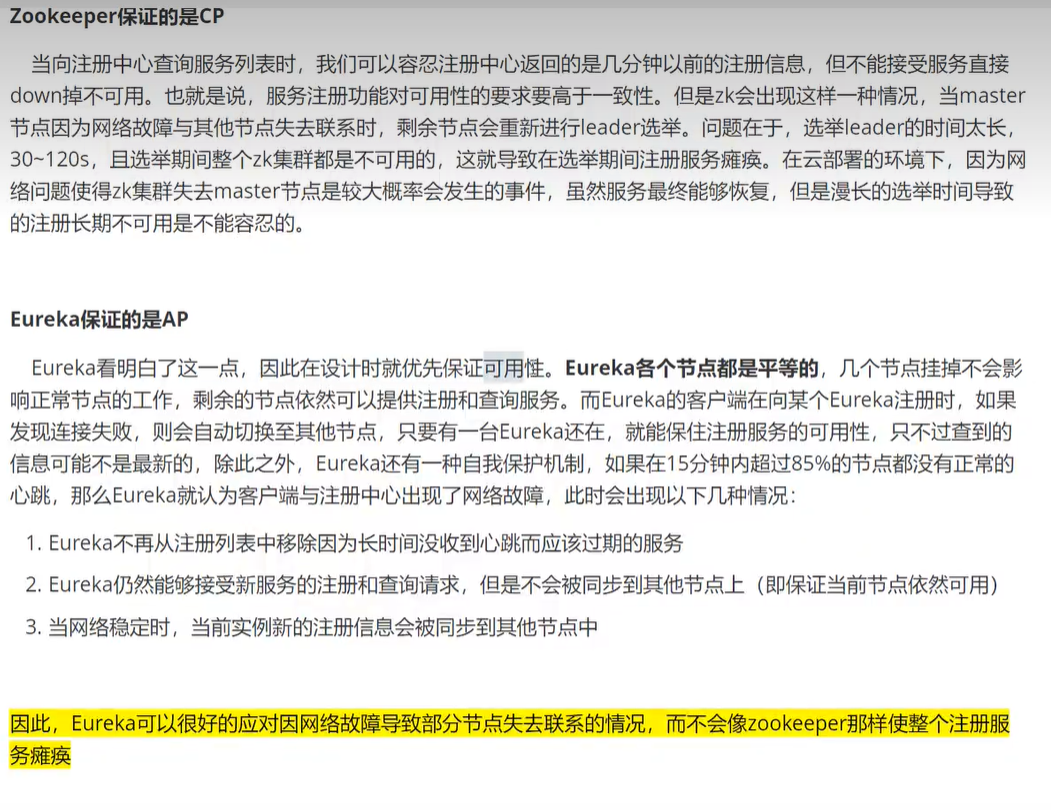 Zookeeper保证的是CP
当向注册中心查询服务列表时，我们可以容忍注册中心返回的是几分钟以前的注册信息，但不能接受服务直接
down掉不可用。也就是说，服务注册功能对可用性的要求要高于一致性。但是zk会出现这样一种情况，当master
节点因为网络故障与其他节点失去联系时，剩余节点会重新进行leader选举。问题在于，选举leader的时间太长，
30~120s，且选举期间整个zk集群都是不可用的，这就导致在选举期间注册服务瘫痪。在云部署的环境下，因为网
络问题使得zk集群失去master节点是较大概率会发生的事件，虽然服务最终能够恢复，但是漫长的选举时间导致
的注册长期不可用是不能容忍的。
Eureka保证的是AP
Eureka看明白了这一点，因此在设计时就优先保证可用性。Eureka各个节点都是平等的，几个节点挂掉不会影
响正常节点的工作，剩余的节点依然可以提供注册和查询服务。而Eureka的客户端在向某个Eureka注册时，如果
发现连接失败，则会自动切换至其他节点，只要有一台Eureka还在，就能保住注册服务的可用性，只不过查到的
信息可能不是最新的，除此之外，Eureka还有一种自我保护机制，如果在15分钟内超过85%的节点都没有正常的
心跳，那么Eureka就认为客户端与注册中心出现了网络故障，此时会出现以下几种情况：
1. Eureka不再从注册列表中移除因为长时间没收到心跳而应该过期的服务
2. Eureka仍然能够接受新服务的注册和查询请求，但是不会被同步到其他节点上（即保证当前节点依然可用）
3. 当网络稳定时，当前实例新的注册信息会被同步到其他节点中
因此，Eureka可以很好的应对因网络故障导致部分节点失去联系的情况，而不会像zookeeper那样使整个注册服
务瘫痪